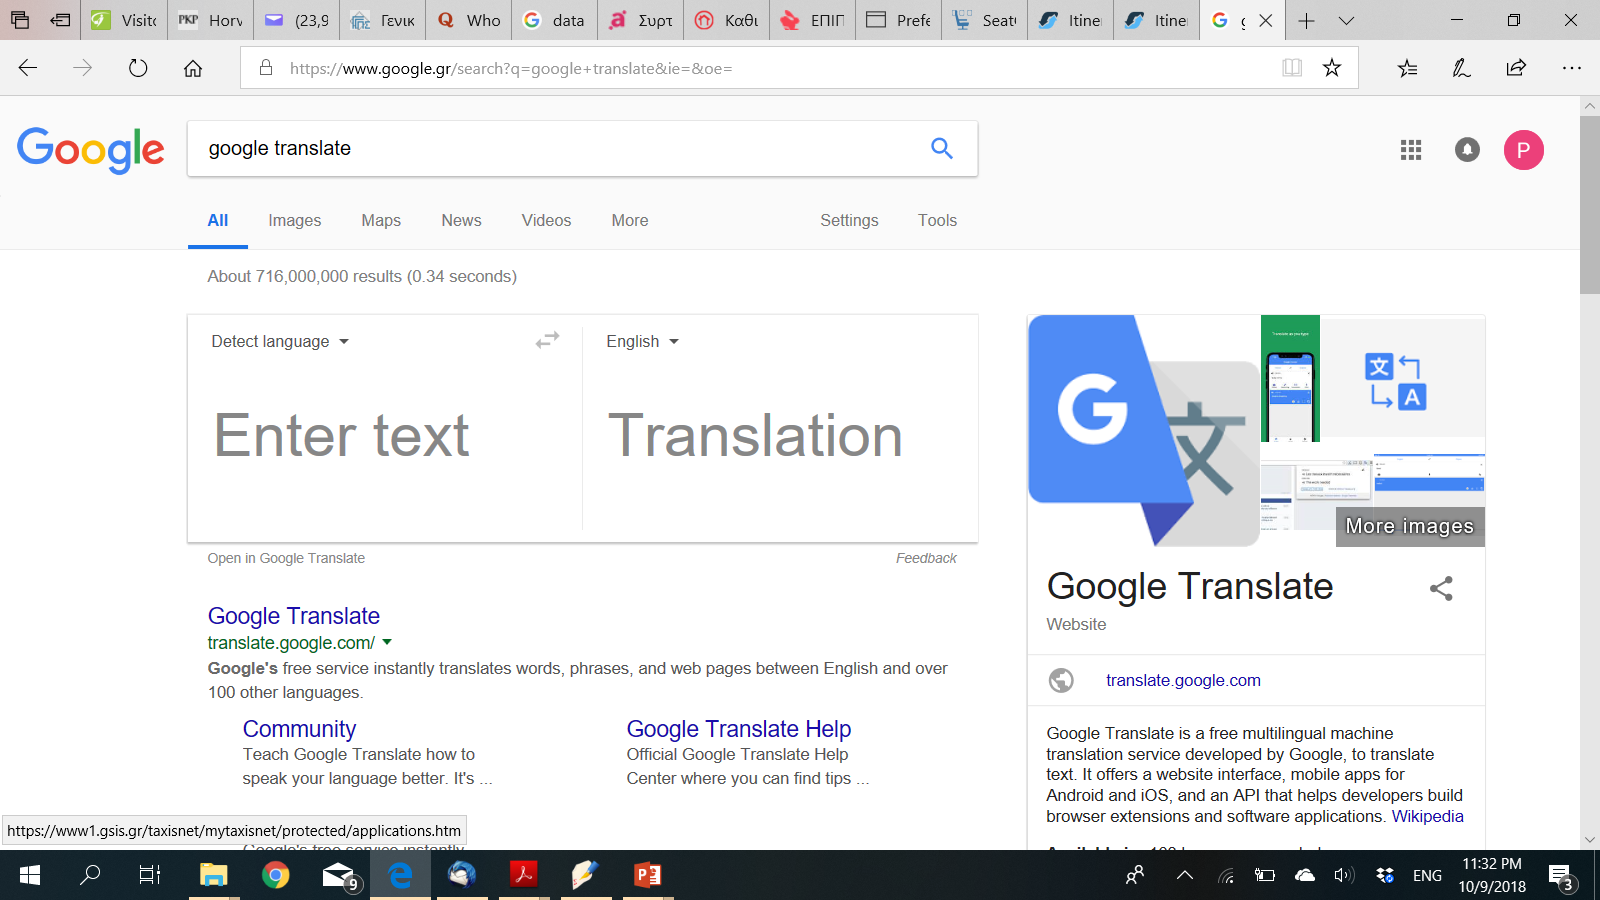 Visito
PKP Horv
(23,9
Γενικ
Who
data
Συρτ
Καθι
ΕΠΙΓ
Prefe
Seat
Itine
Itine
https://www.google.gr/search?q=google+translate&ie=&oe=
Google
google translate
P
All Images Maps News Videos More Settings Tools
About 716,000,000 results (0.34 seconds)
Detect language
English
Enter text
Translation
Open in Google Translate
Feedback
Google Translate
translate.google.com/
Google's free service instantly translates words, phrases, and web pages between English and over
100 other languages.
Community
Teach Google Translate how to
speak your language better. It's ...
Google Translate Help
Official Google Translate Help
Center where you can find tips ...
More images
Google Translate
Website
translate.google.com
Google Translate is a free multilingual machine
translation service developed by Google, to translate
text. It offers a website interface, mobile apps for
Android and iOS, and an API that helps developers build
browser extensions and software applications. Wikipedia
https://www1.gsis.gr/taxisnet/mytaxisnet/protected/applications.htm
9
ENG
11:32 PM
10/9/2018
3